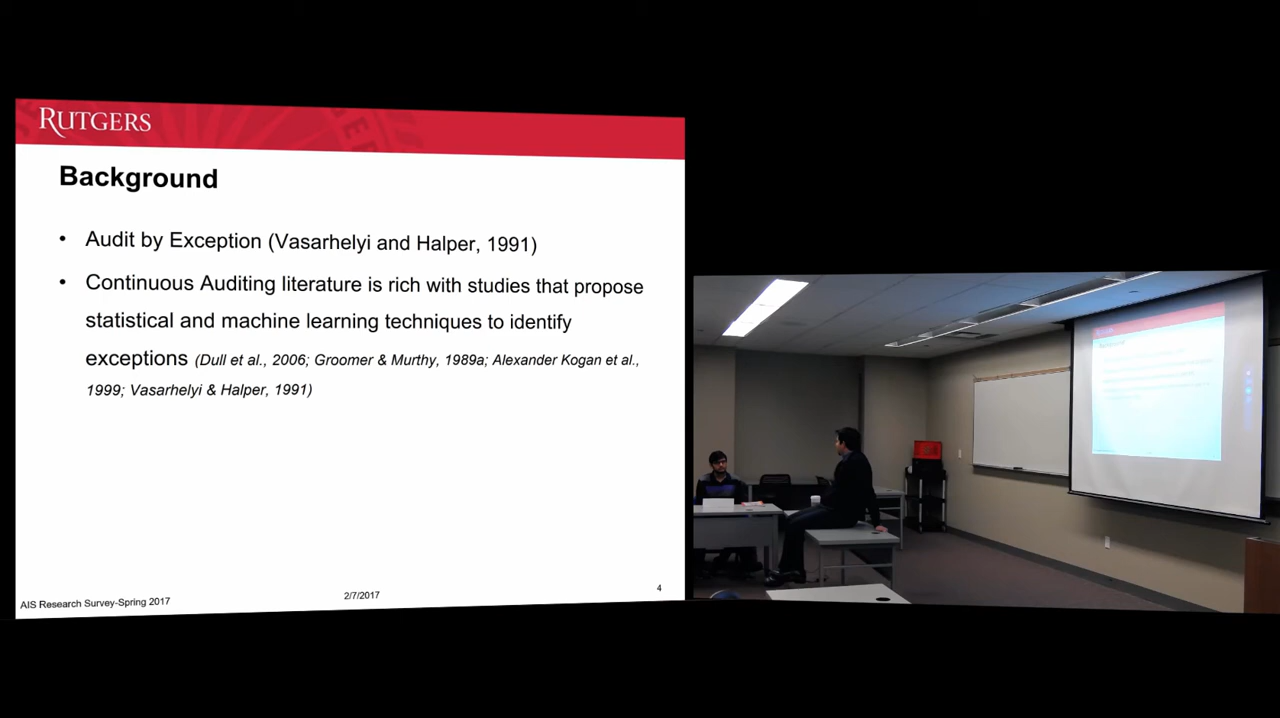 RUTGERS
Background
• Audit by Exception (Vasarhelyi and Halper, 1991)
• Continuous Auditing literature is rich with studies that propose
statistical and machine learning techniques to identify
exceptions (Dull et al., 2006; Groomer & Murthy, 1989a; Alexander Kogan et al.,
1999; Vasarhelyi & Halper, 1991)
AIS Research Survey-Spring 2017
2/7/2017
4